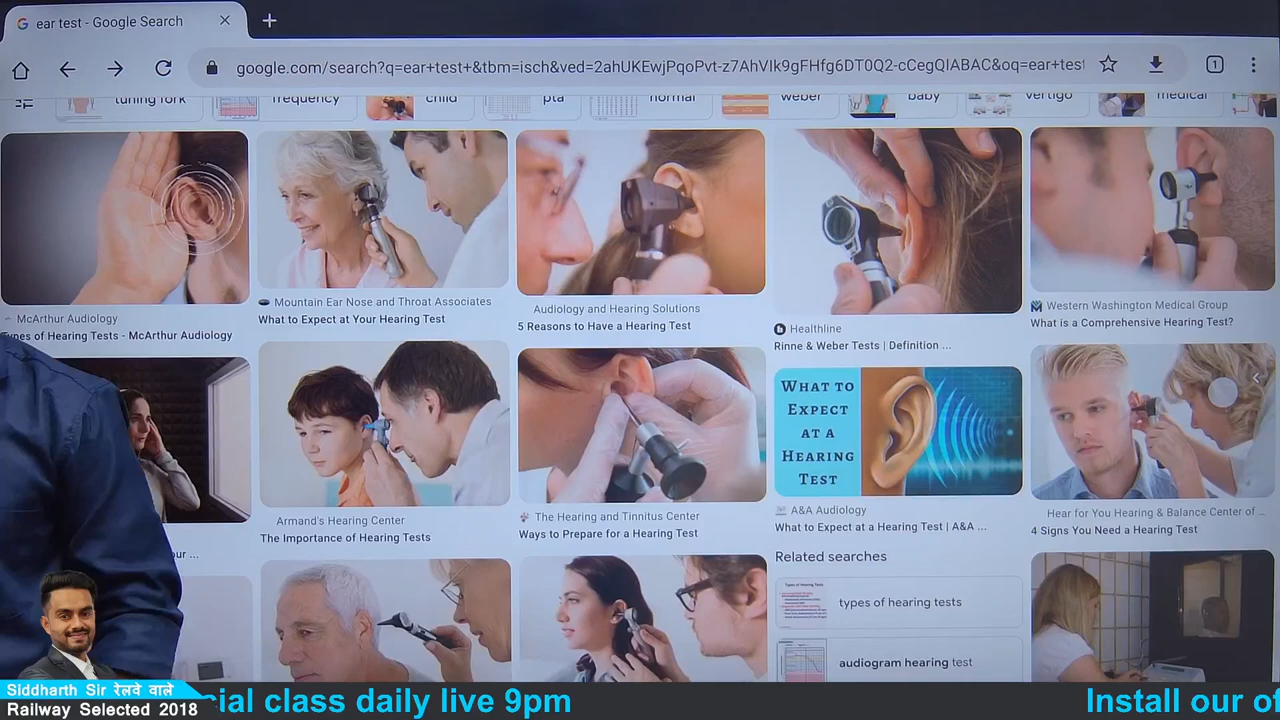 ear test - Google Search
google.com/search?q=ear+test+&tbm=isch&ved=2ahUKEwjPqoPvt-z7AhVIk9gFHfg6DT0Q2-cCegQIABAC&oq=ear+test
1
tuning fork
frequency
child
pta
normal
weber
baby
vertigo
medical
McArthur Audiology
Types of Hearing Tests - McArthur Audiology
Mountain Ear Nose and Throat Associates
What to Expect at Your Hearing Test
Audiology and Hearing Solutions
5 Reasons to Have a Hearing Test
Healthline
Rinne & Weber Tests | Definition ...
Western Washington Medical Group
What is a Comprehensive Hearing Test?
our ...
Armand's Hearing Center
The Importance of Hearing Tests
The Hearing and Tinnitus Center
Ways to Prepare for a Hearing Test
WHAT TO
EXPECT
AT A
HEARING
TEST
A&A Audiology
What to Expect at a Hearing Test | A&A ...
Hear for You Hearing & Balance Center of ...
4 Signs You Need a Hearing Test
Related searches
types of hearing tests
audiogram hearing test
Siddharth Sir रेलवे वाले
Railway Selected 2018
cial class daily live 9pm
Install our of